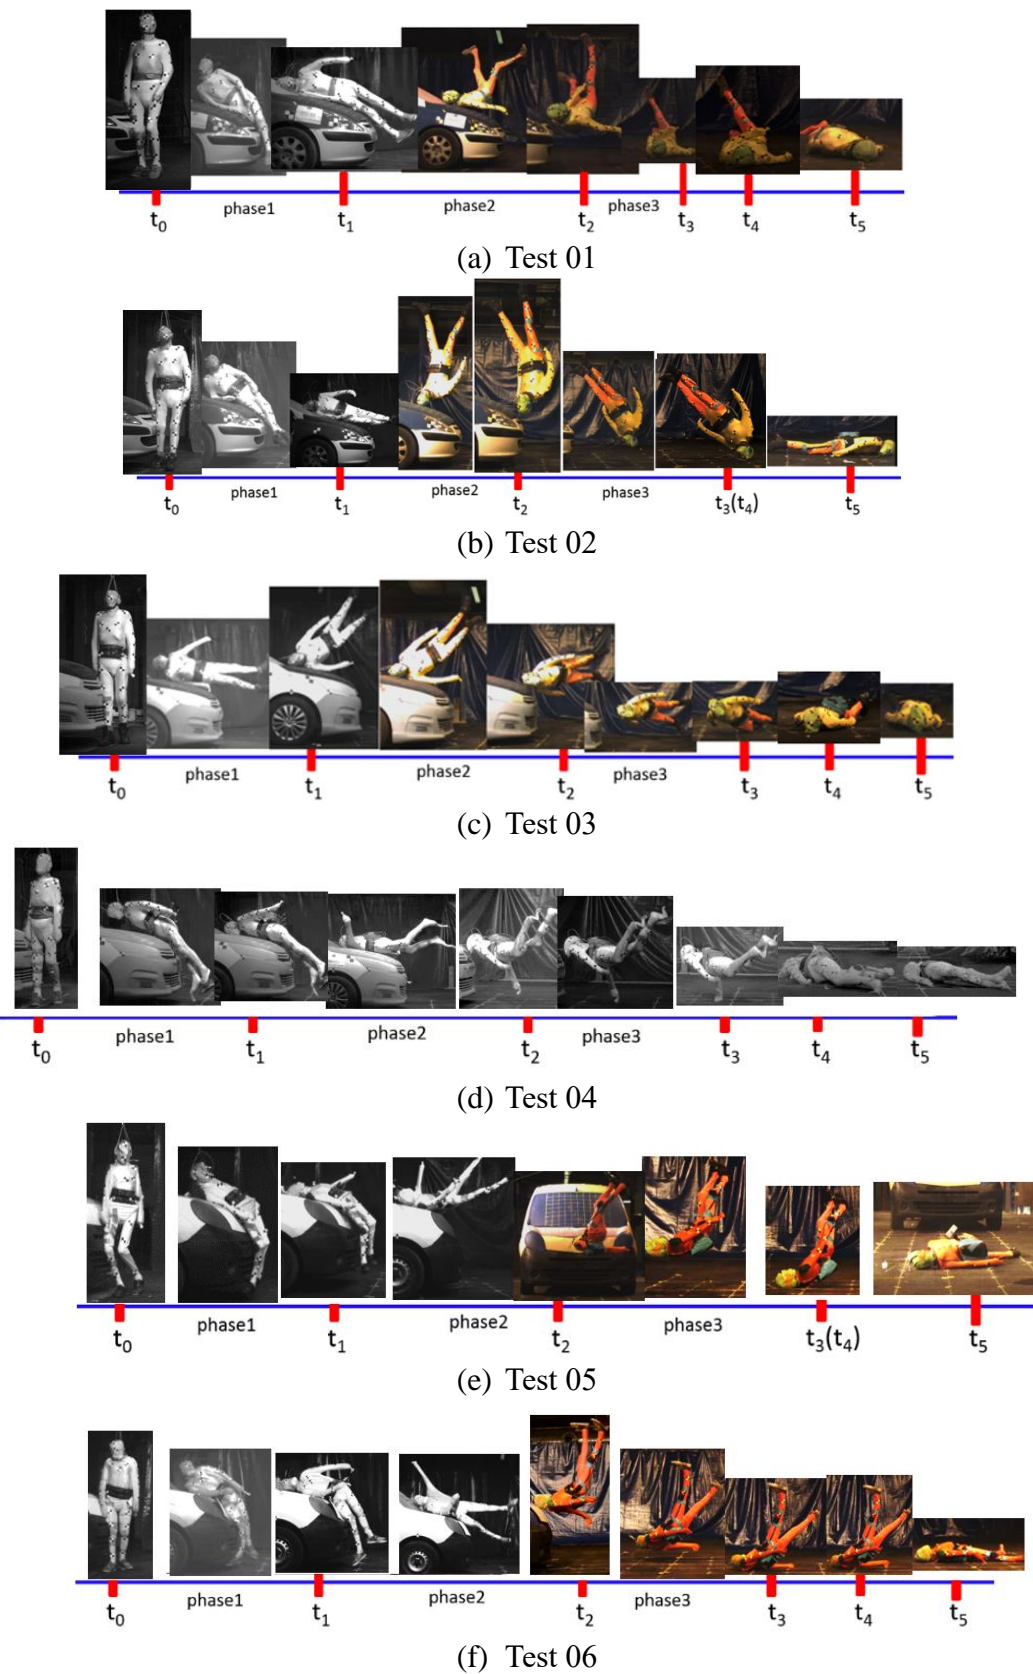 phase1 phase2 phase3
t0 t1 t2 t3 t4 t5
(a) Test 01
phase1 phase2 phase3
t0 t1 t2 t3(t4) t5
(b) Test 02
phase1 phase2 phase3
t0 t1 t2 t3 t4 t5
(c) Test 03
phase1 phase2 phase3
t0 t1 t2 t3 t4 t5
(d) Test 04
phase1 phase2 phase3
t0 t1 t2 t3(t4) t5
(e) Test 05
phase1 phase2 phase3
t0 t1 t2 t3 t4 t5
(f) Test 06